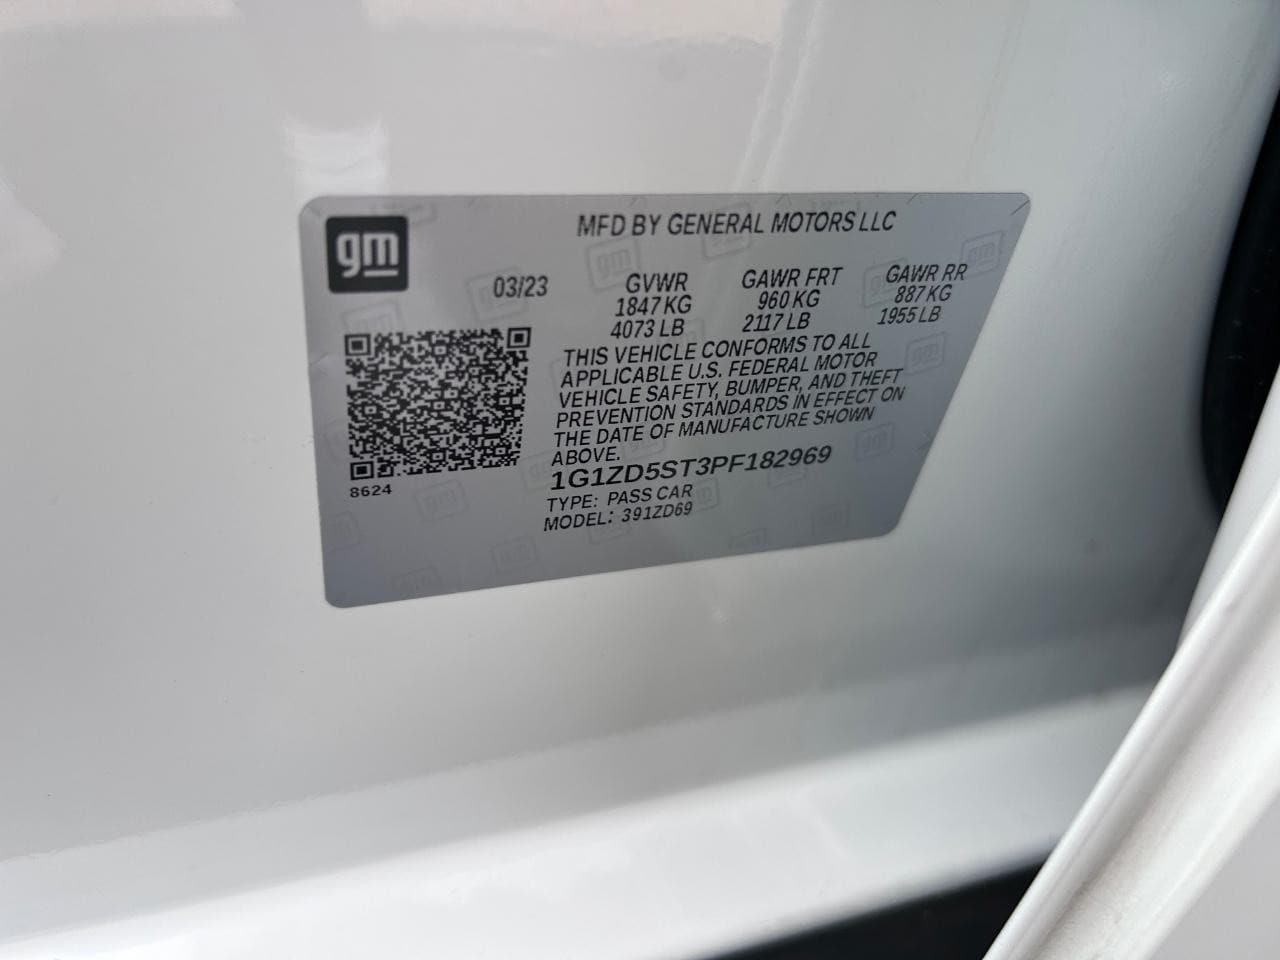 gm
MFD BY GENERAL MOTORS LLC
03/23 GVWR GAWR FRT GAWR RR
1847 KG 960 KG 887 KG
4073 LB 2117 LB 1955 LB
THIS VEHICLE CONFORMS TO ALL
APPLICABLE U.S. FEDERAL MOTOR
VEHICLE SAFETY, BUMPER, AND THEFT
PREVENTION STANDARDS IN EFFECT ON
THE DATE OF MANUFACTURE SHOWN
ABOVE.
1G1ZD5ST3PF182969
TYPE: PASS CAR
MODEL: 391ZD69
8624